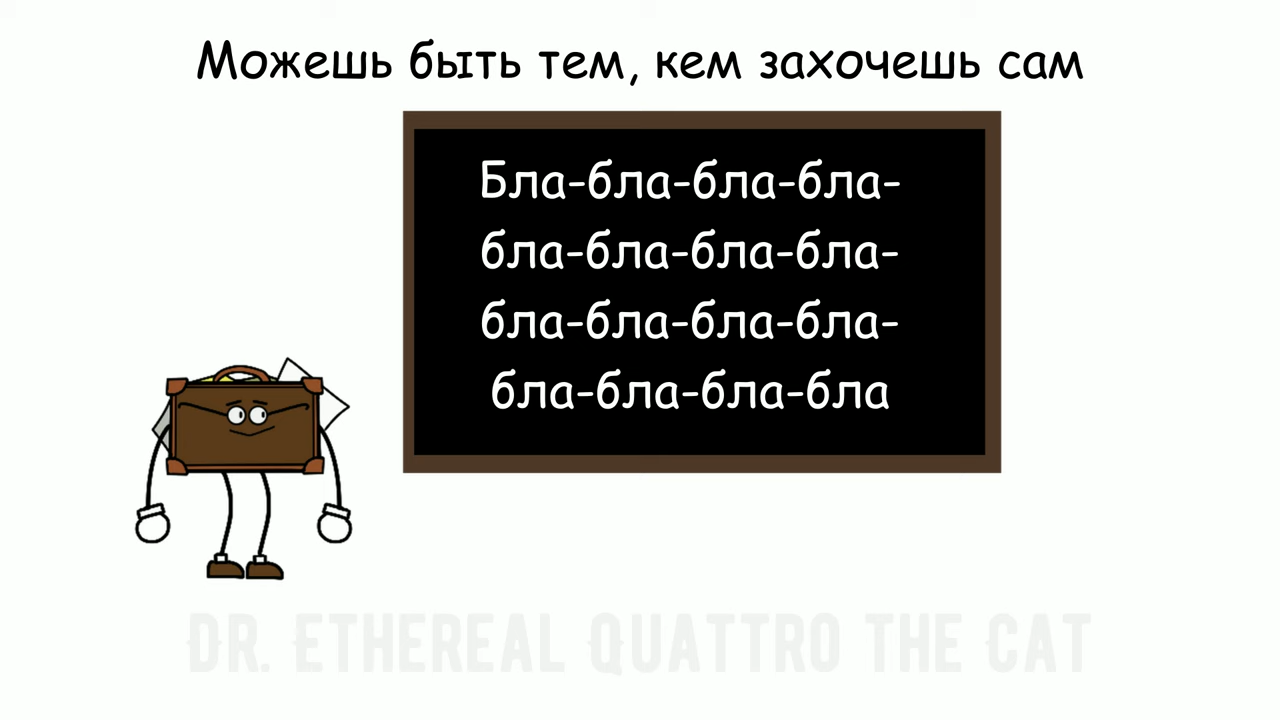 Можешь быть тем, кем захочешь сам
Бла-бла-бла-бла-
бла-бла-бла-бла-
бла-бла-бла-бла-
бла-бла-бла-бла
Dr. Ethereal Quattro the Cat